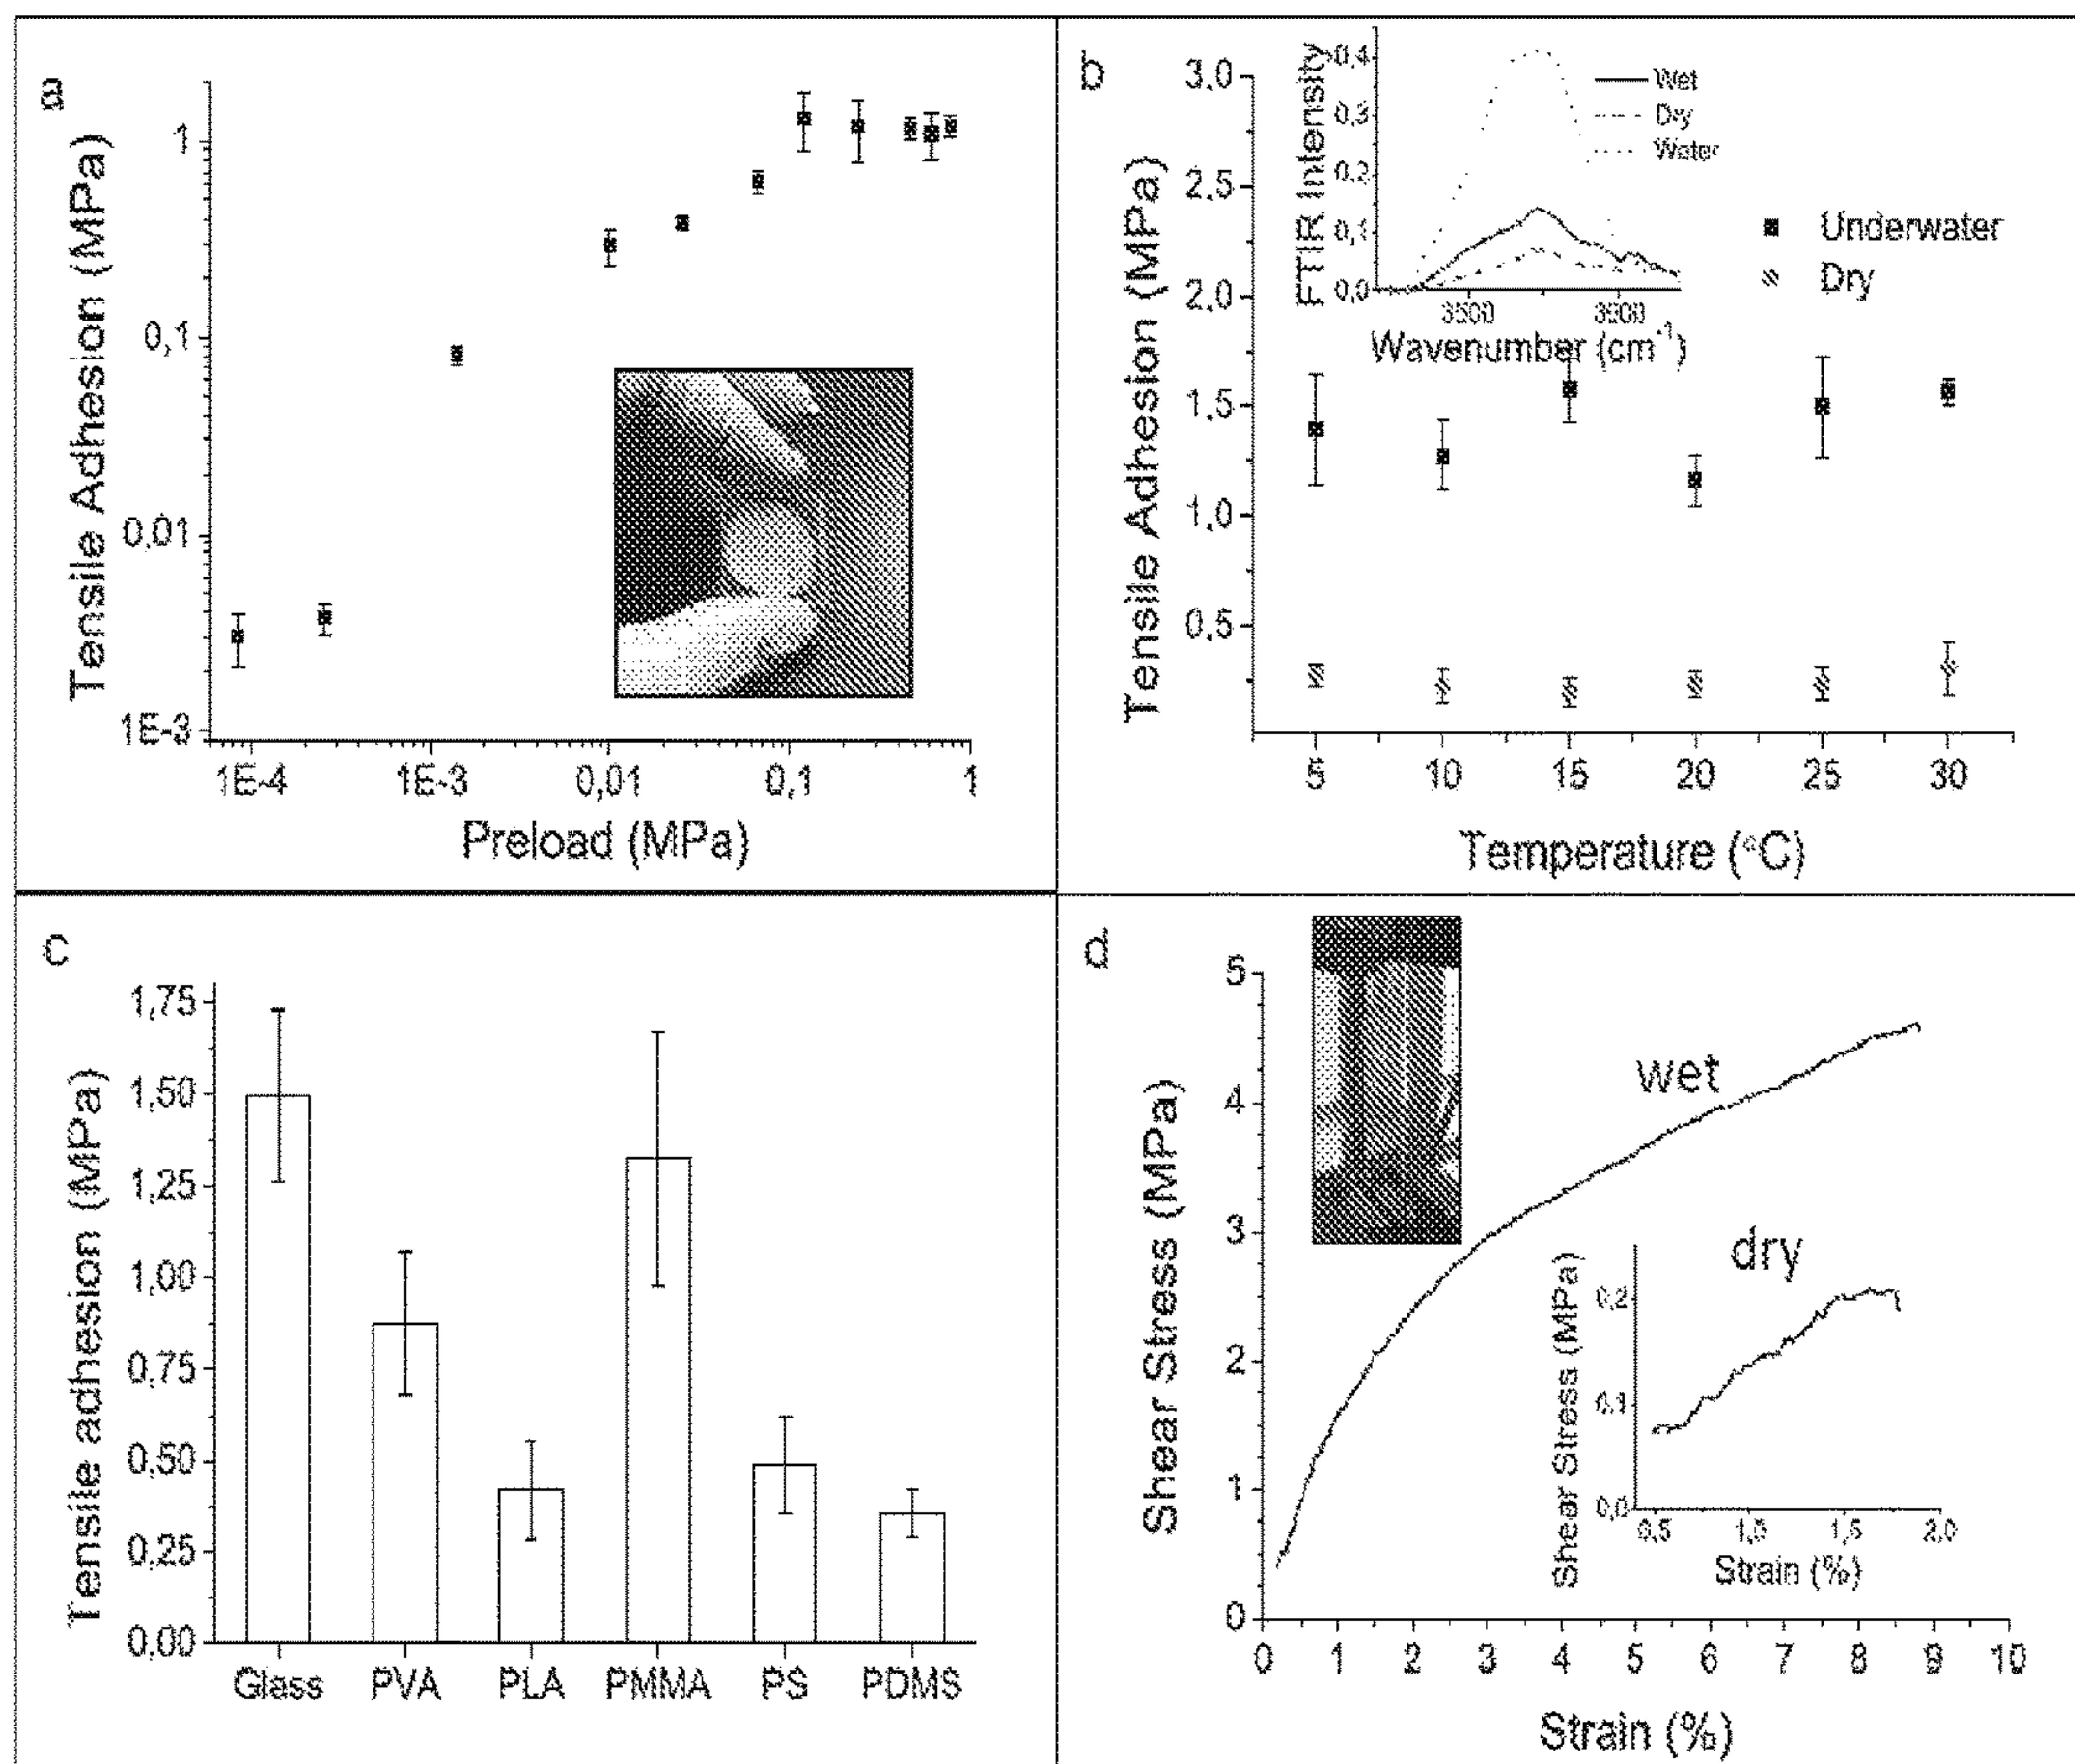 a
Tensile Adhesion (MPa)
1
0,1
0,01
1E-3
1E-4 1E-3 0,01 0,1 1
Preload (MPa)
b
Tensile Adhesion (MPa)
3,0
2,5
2,0
1,5
1,0
0,5
5 10 15 20 25 30
Temperature (°C)
Underwater
Dry
FTIR Intensity
0,4
0,3
0,2
0,1
0,0
Wet
Dry
Water
Wavenumber (cm-1)
c
Tensile adhesion (MPa)
1,75
1,50
1,25
1,00
0,75
0,50
0,25
0,00
Glass PVA PLA PMMA PS PDMS
d
Shear Stress (MPa)
5
4
3
2
1
0
0 1 2 3 4 5 6 7 8 9 10
Strain (%)
wet
dry
Shear Stress (MPa)
0,2
0,1
0,0
0,5 1,0 1,5 2,0
Strain (%)